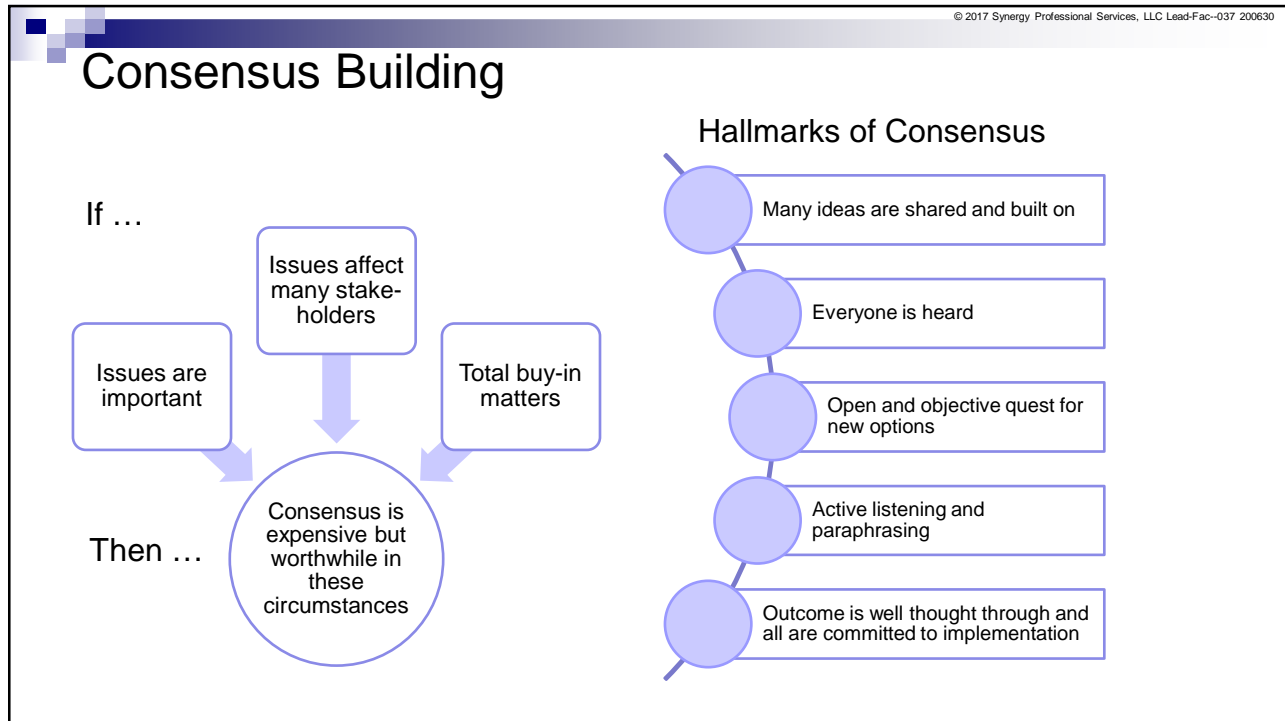 © 2017 Synergy Professional Services, LLC Lead-Fac--037 200630
Consensus Building
If …
Issues are
important
Issues affect
many stake-
holders
Total buy-in
matters
Then …
Consensus is
expensive but
worthwhile in
these
circumstances
Hallmarks of Consensus
Many ideas are shared and built on
Everyone is heard
Open and objective quest for
new options
Active listening and
paraphrasing
Outcome is well thought through and
all are committed to implementation